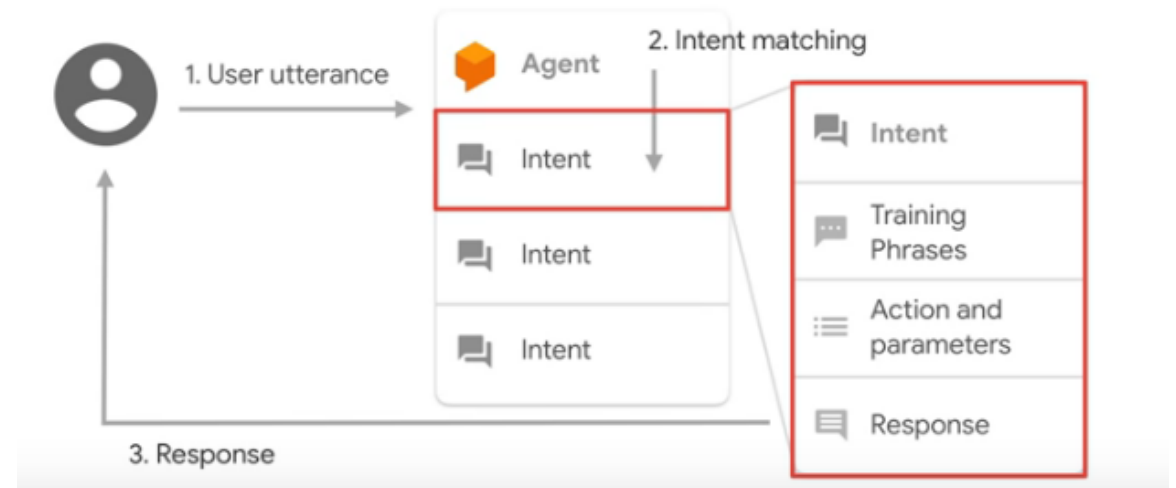 1. User utterance
Agent
2. Intent matching
Intent
Intent
Intent
Intent
Training
Phrases
Action and
parameters
Response
3. Response